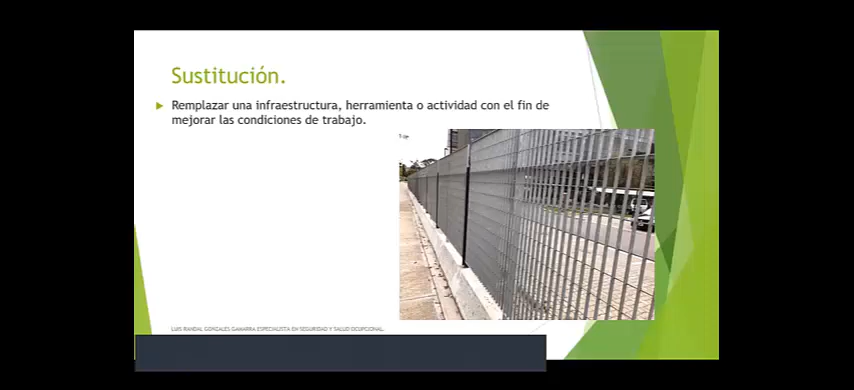 Sustitución.
Remplazar una infraestructura, herramienta o actividad con el fin de
mejorar las condiciones de trabajo.
LUIS RANDAL GONZALES GAMARRA ESPECIALISTA EN SEGURIDAD Y SALUD OCUPACIONAL.